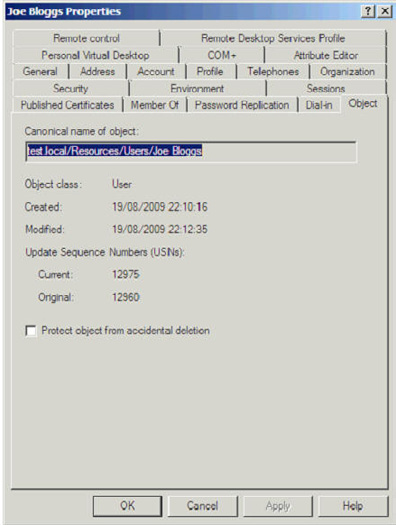 Joe Bloggs Properties
? X
Remote control Remote Desktop Services Profile
Personal Virtual Desktop COM+ Attribute Editor
General Address Account Profile Telephones Organization
Security Environment Sessions
Published Certificates Member Of Password Replication Dial-in Object
Canonical name of object:
test.local/Resources/Users/Joe Bloggs
Object class: User
Created: 19/08/2009 22:10:16
Modified: 19/08/2009 22:12:35
Update Sequence Numbers (USNs):
Current: 12975
Original: 12960
Protect object from accidental deletion
OK Cancel Apply Help